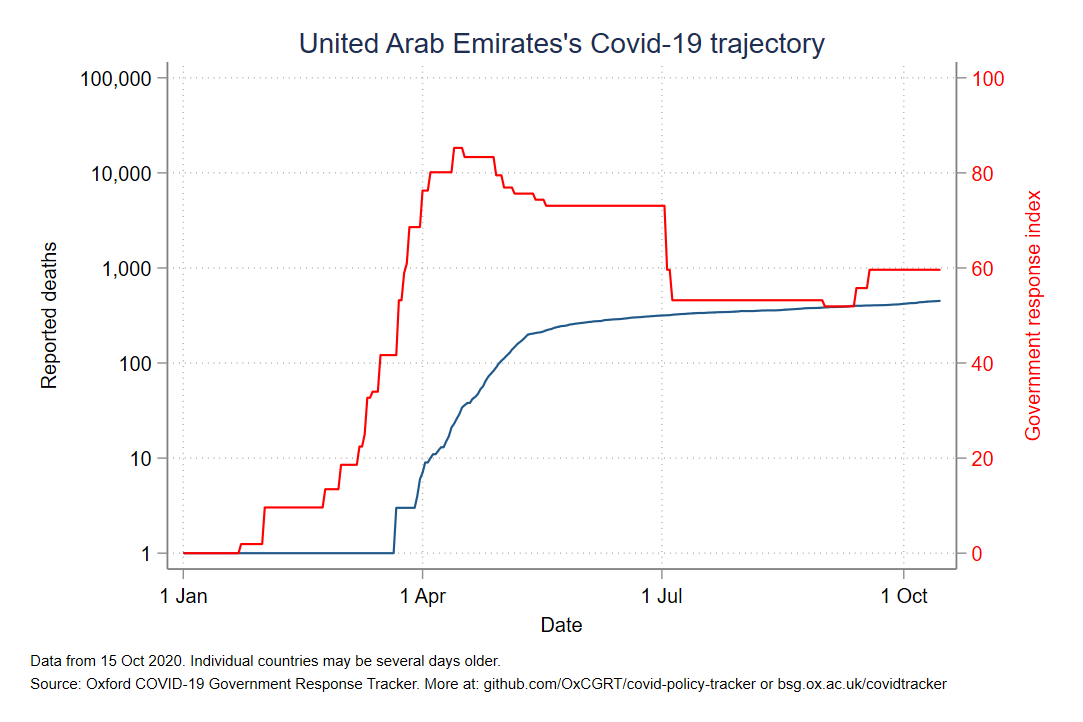 United Arab Emirates's Covid-19 trajectory
100,000
10,000
1,000
100
10
1
Reported deaths
100
80
60
40
20
0
Government response index
1 Jan
1 Apr
1 Jul
1 Oct
Date
Data from 15 Oct 2020. Individual countries may be several days older.
Source: Oxford COVID-19 Government Response Tracker. More at: github.com/OxCGRT/covid-policy-tracker or bsg.ox.ac.uk/covidtracker